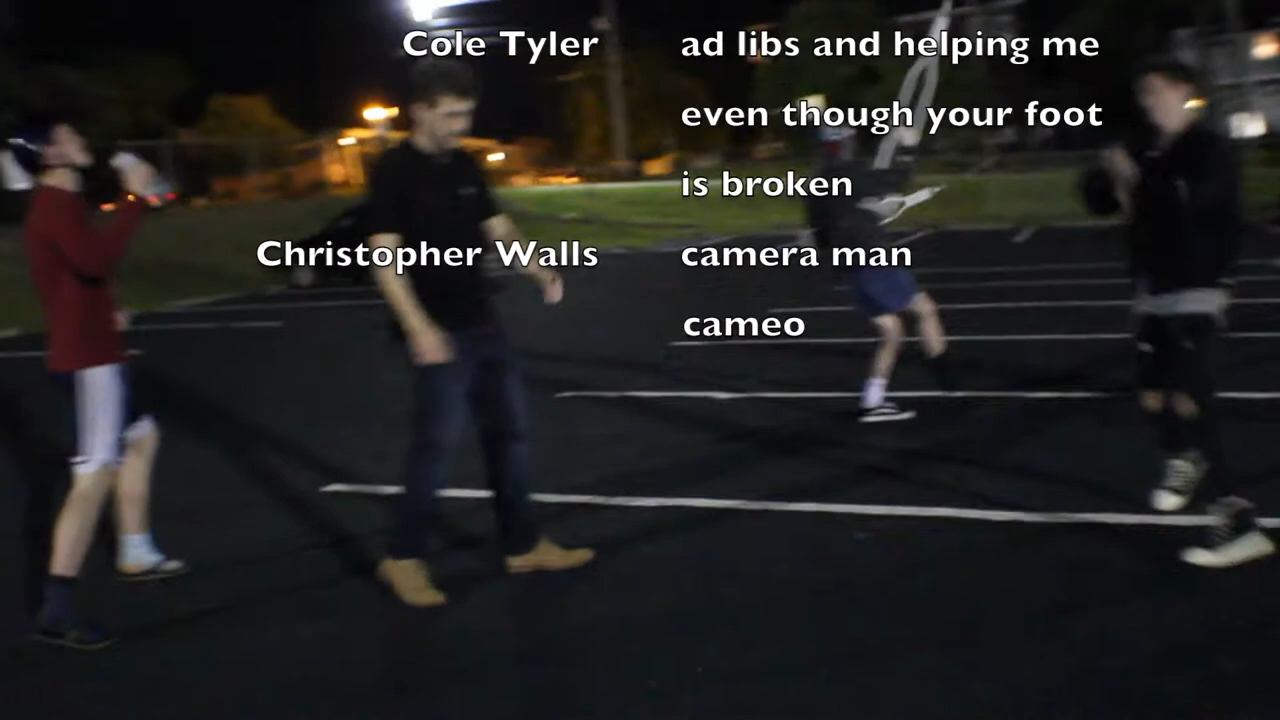 Cole Tyler ad libs and helping me
even though your foot
is broken
Christopher Walls camera man
cameo